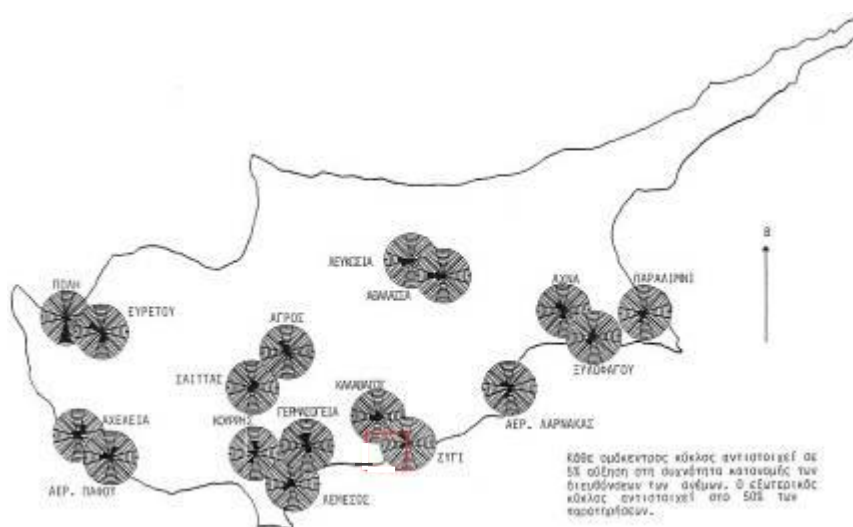 Β
ΛΕΥΚΩΣΙΑ
ΑΘΑΛΑΣΣΑ
ΑΧΝΑ
ΠΑΡΑΛΙΜΝΙ
ΠΟΛΗ
ΕΥΡΕΤΟΥ
ΑΓΡΟΣ
ΞΥΛΟΦΑΓΟΥ
ΣΑΙΤΤΑΣ
ΚΑΛΑΒΑΣΟΣ
ΑΧΕΛΕΙΑ
ΚΟΥΡΡΗΣ
ΓΕΡΜΑΣΟΓΕΙΑ
ΑΕΡ. ΛΑΡΝΑΚΑΣ
ΖΥΓΙ
ΑΕΡ. ΠΑΦΟΥ
ΛΕΜΕΣΟΣ
Κάθε ομόκεντρος κύκλος αντιστοιχεί σε
5% αύξηση στη συχνότητα κατανομής των
διευθύνσεων των ανέμων. Ο εξωτερικός
κύκλος αντιστοιχεί στο 50% των
παρατηρήσεων.